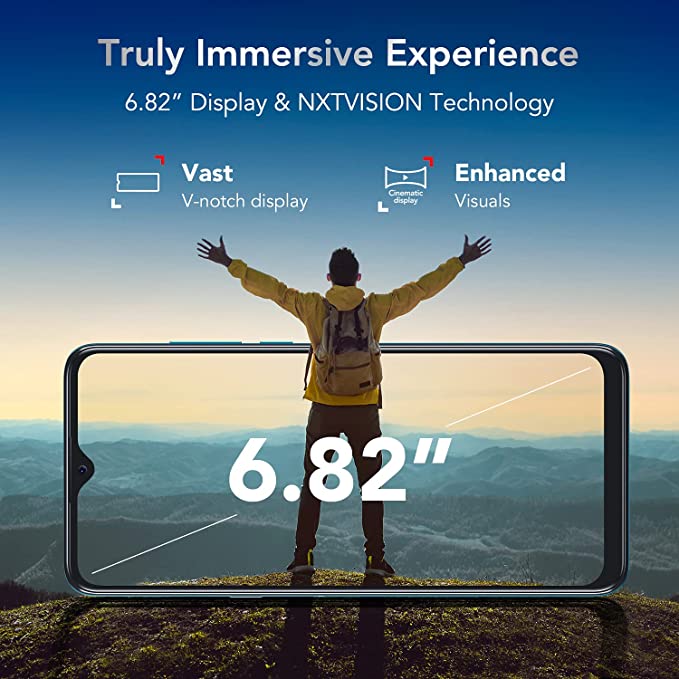 Truly Immersive Experience
6.82” Display & NXTVISION Technology
Vast
V-notch display
Cinematic
display
Enhanced
Visuals
6.82”